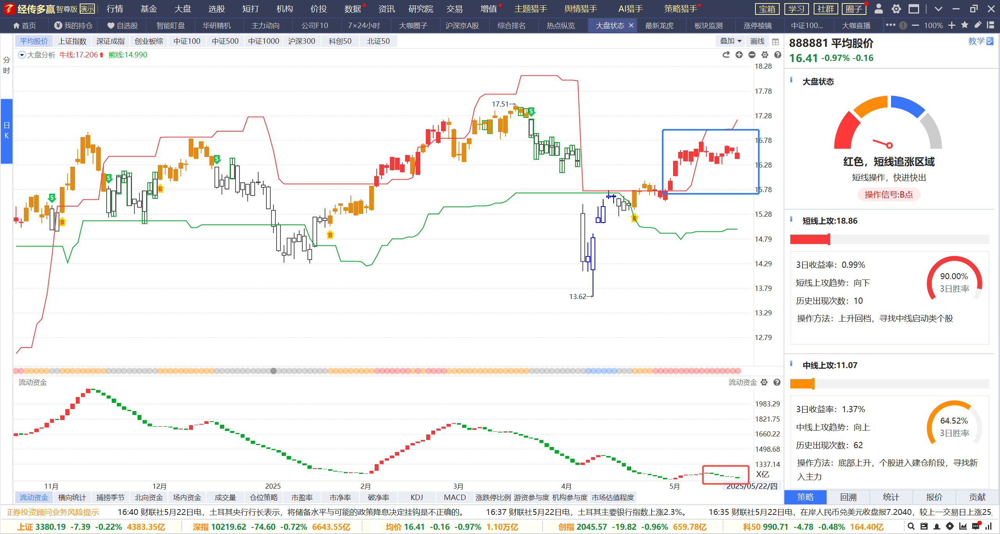 经传多赢 智尊版 演示 行情 基金 大盘 选股 短打 机构 价投 数据 资讯 研究院 交易 增值 主题猎手 舆情猎手 AI猎手 策略猎手 宝箱 学习 社群 圈子
首页 我的持仓 自选股 智能盯盘 华研精机 主力动向 公司F10 7×24小时 大咖圈子 沪深京A股 综合排名 热点纵览 大盘状态 最新龙虎 板块监测 涨停棱镜 中证100... 大咖直播 100%
分时
日K
平均股价 上证指数 深证成指 创业板综 中证100 中证500 中证1000 沪深300 科创50 北证50 叠加 画线
大盘分析 牛线:17.206 熊线:14.990
18.28
17.78
17.28
16.78
16.28
15.78
15.28
14.79
14.29
13.79
13.29
12.79
17.51→
13.62→
S
B
S
B
S
B
S
B
流动资金 流动资金
1983.29
1821.75
1660.22
1498.68
1337.14
X亿
11月 12月 2025 2月 3月 4月 5月 2025/05/22/四
流动资金 横向统计 捕捞季节 北向资金 场内资金 成交量 仓位策略 市盈率 市净率 破净率 KDJ MACD 涨跌停比例 游资参与度 机构参与度 市场估值程度
888881 平均股价 教学
16.41 -0.97% -0.16
大盘状态
红色，短线追涨区域
短线操作，快进快出
操作信号:B点
短线上攻:18.86
3日收益率：0.99%
短线上攻趋势：向下
历史出现次数：10
操作方法：上升回档，寻找中线启动类个股
90.00%
3日胜率
中线上攻:11.07
3日收益率：1.37%
中线上攻趋势：向上
历史出现次数：62
操作方法：底部上升，个股进入建仓阶段，寻找新
入主力
64.52%
3日胜率
策略 回溯 统计 报价 贡献
证券投资顾问业务风险提示 16:40 财联社5月22日电，土耳其央行行长表示，将储备水平与可能的政策降息决定挂钩是不正确的。 16:37 财联社5月22日电，土耳其主要银行指数上涨2.3%。 16:35 财联社5月22日电，在岸人民币兑美元收盘报7.2040，较上一交易日上涨25
上证 3380.19 -7.39 -0.22% 4383.35亿 深指 10219.62 -74.60 -0.72% 6643.55亿 均价 16.41 -0.16 -0.97% 1.10万亿 创指 2045.57 -19.82 -0.96% 659.78亿 科50 990.71 -4.78 -0.48% 164.40亿